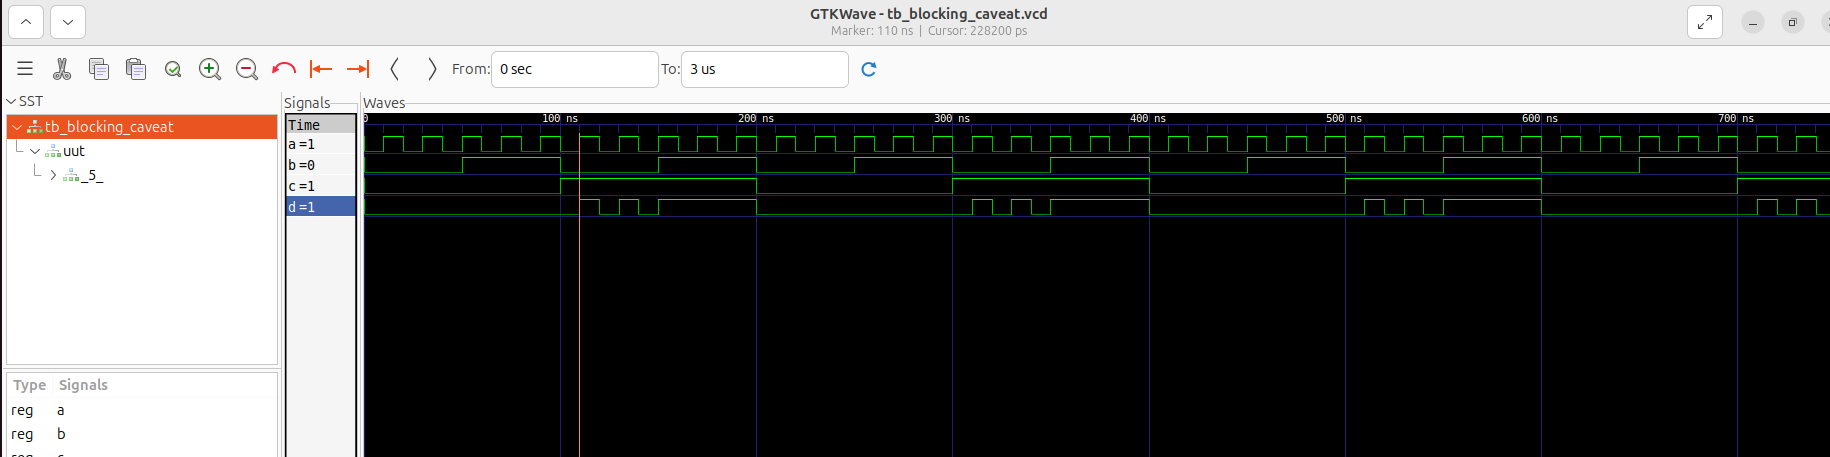 GTKWave - tb_blocking_caveat.vcd
Marker: 110 ns | Cursor: 228200 ps
From: 0 sec To: 3 us
SST
Signals
Waves
tb_blocking_caveat
uut
_5_
Time
0 100 ns 200 ns 300 ns 400 ns 500 ns 600 ns 700 ns
a =1
b =0
c =1
d =1
Type Signals
reg a
reg b